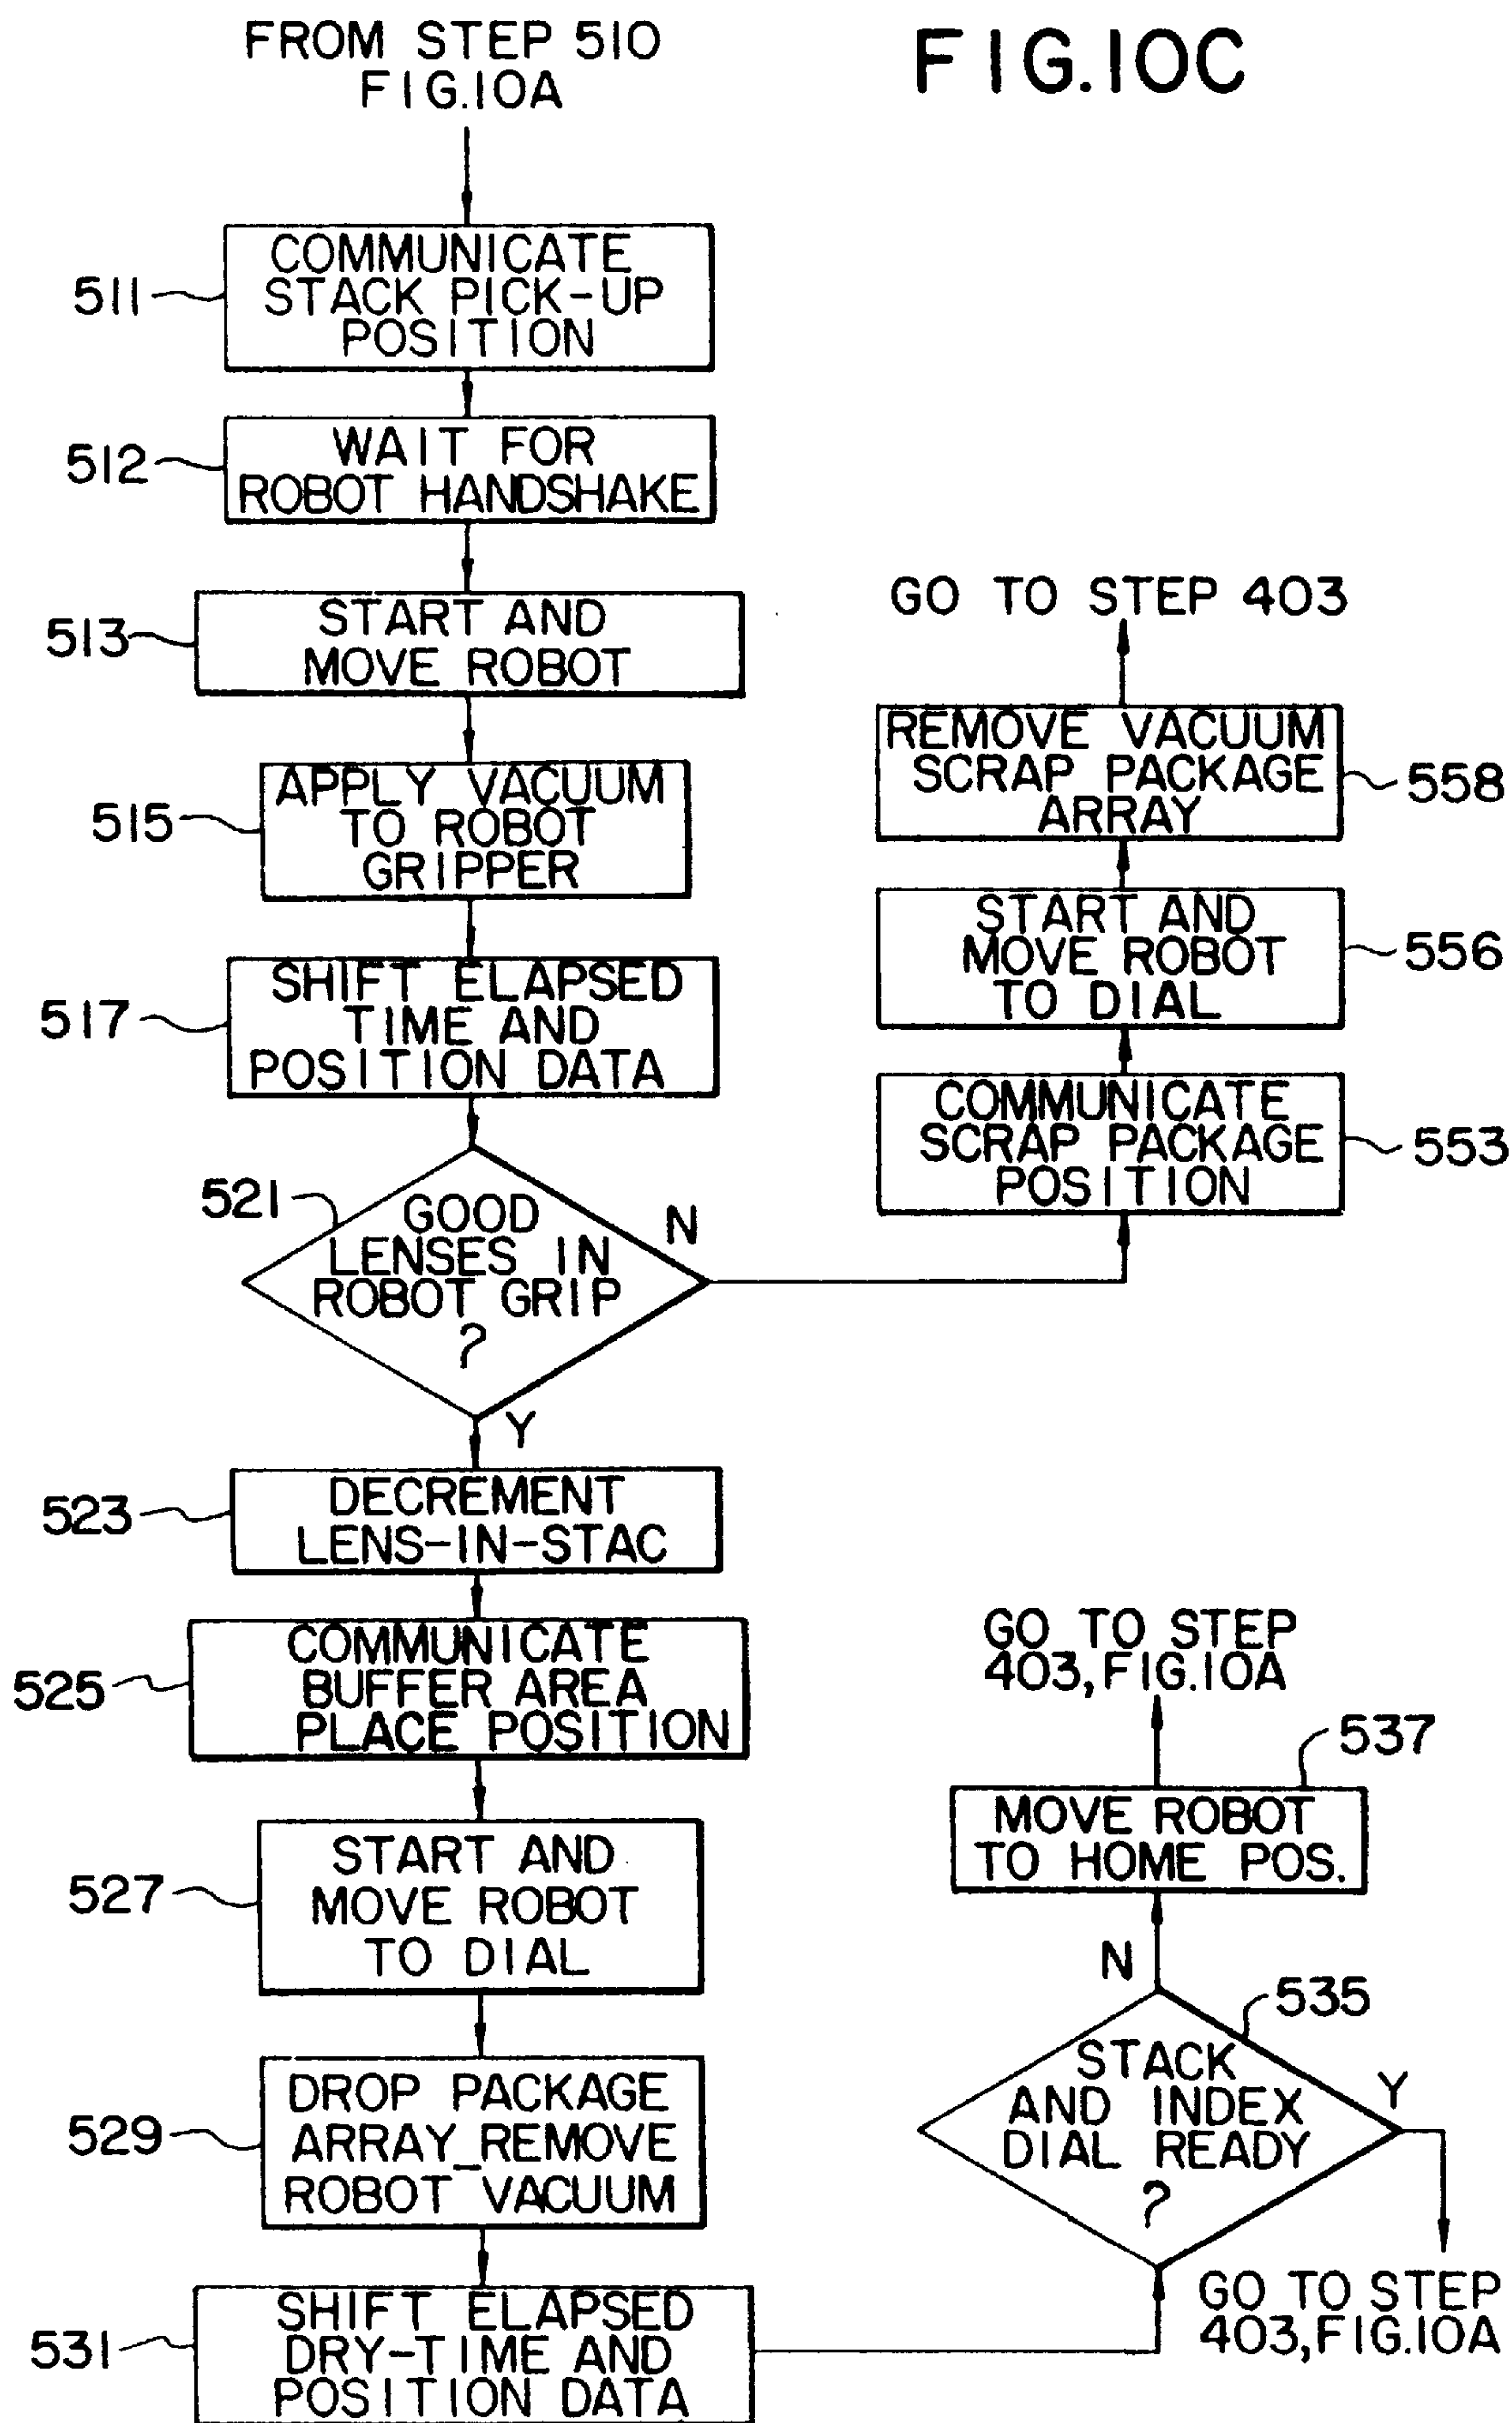 FROM STEP 510
FIG.10A
FIG.10C
511
COMMUNICATE
STACK PICK-UP
POSITION
512
WAIT FOR
ROBOT HANDSHAKE
513
START AND
MOVE ROBOT
515
APPLY VACUUM
TO ROBOT
GRIPPER
517
SHIFT ELAPSED
TIME AND
POSITION DATA
521
GOOD
LENSES IN
ROBOT GRIP
?
N
Y
GO TO STEP 403
REMOVE VACUUM
SCRAP PACKAGE
ARRAY
558
START AND
MOVE ROBOT
TO DIAL
556
COMMUNICATE
SCRAP PACKAGE
POSITION
553
523
DECREMENT
LENS-IN-STAC
525
COMMUNICATE
BUFFER AREA
PLACE POSITION
527
START AND
MOVE ROBOT
TO DIAL
529
DROP PACKAGE
ARRAY_REMOVE
ROBOT VACUUM
531
SHIFT ELAPSED
DRY-TIME AND
POSITION DATA
GO TO STEP
403, FIG.10A
537
MOVE ROBOT
TO HOME POS.
N
535
STACK
AND INDEX
DIAL READY
?
Y
GO TO STEP
403, FIG.10A